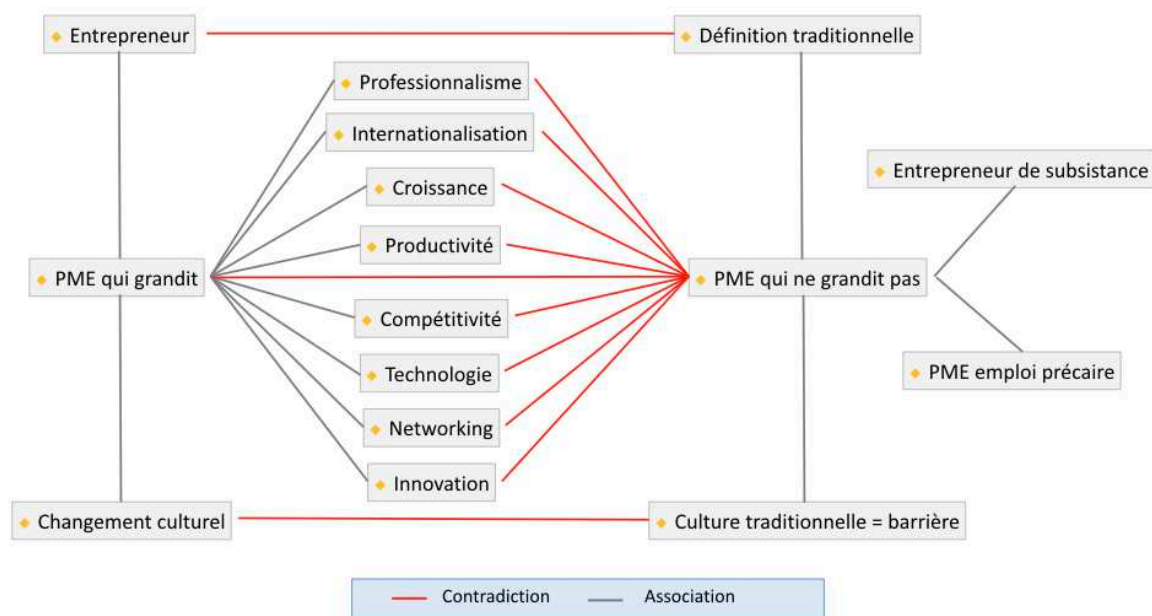 Entrepreneur
Définition traditionnelle
Professionnalisme
Internationalisation
Entrepreneur de subsistance
Croissance
Productivité
PME qui grandit
PME qui ne grandit pas
Compétitivité
Technologie
PME emploi précaire
Networking
Innovation
Changement culturel
Culture traditionnelle = barrière
Contradiction
Association